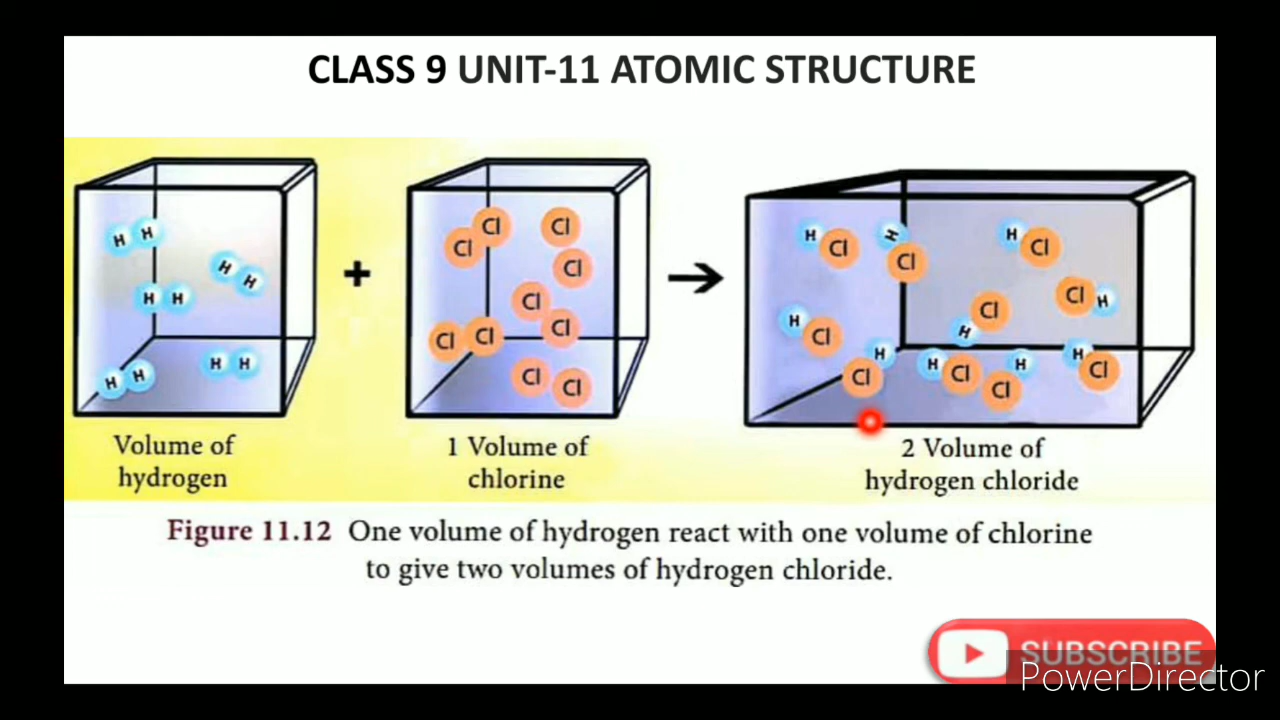 CLASS 9 UNIT-11 ATOMIC STRUCTURE
H H
H H
H H
H H
H H
+
Cl Cl
Cl Cl
Cl Cl
Cl Cl
Cl Cl
→
H Cl
H Cl
H Cl
Cl H
H Cl
H Cl
H Cl
H Cl
H Cl
H Cl
Volume of
hydrogen
1 Volume of
chlorine
2 Volume of
hydrogen chloride
Figure 11.12 One volume of hydrogen react with one volume of chlorine
to give two volumes of hydrogen chloride.
SUBSCRIBE
PowerDirector